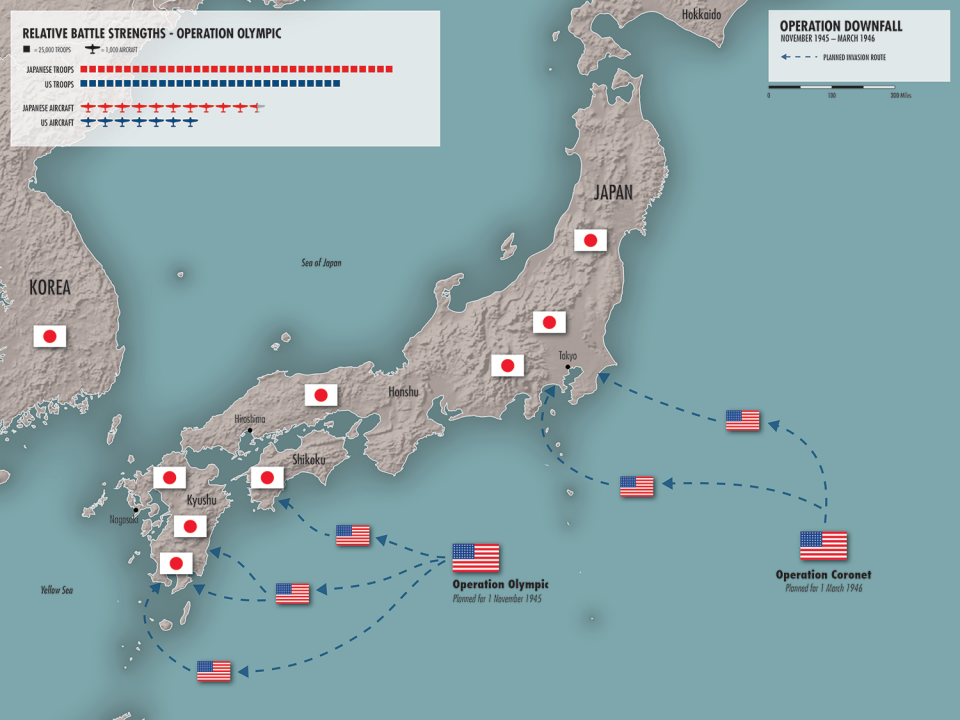 RELATIVE BATTLE STRENGTHS - OPERATION OLYMPIC
= 25,000 TROOPS = 1,000 AIRCRAFT
JAPANESE TROOPS
US TROOPS
JAPANESE AIRCRAFT
US AIRCRAFT
Hokkaido
OPERATION DOWNFALL
NOVEMBER 1945 – MARCH 1946
PLANNED INVASION ROUTE
0 100 200 Miles
JAPAN
Sea of Japan
KOREA
Tokyo
Honshu
Hiroshima
Shikoku
Kyushu
Nagasaki
Yellow Sea
Operation Olympic
Planned for 1 November 1945
Operation Coronet
Planned for 1 March 1946